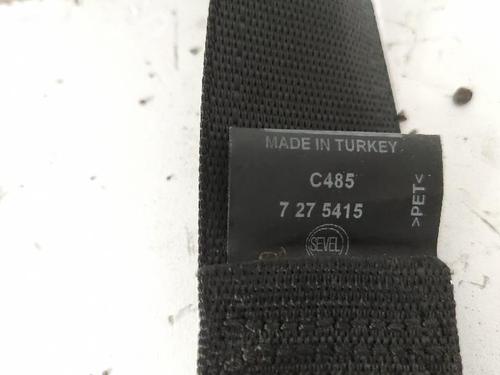 MADE IN TURKEY
C485
7 27 5415
SEVEL
>PET<